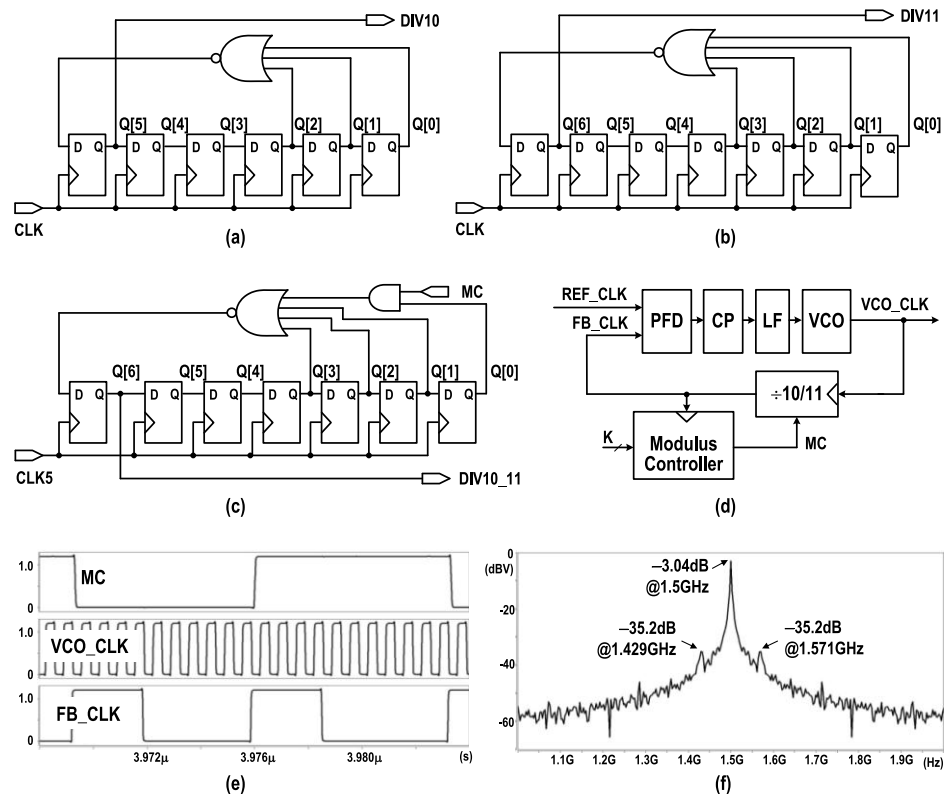 DIV10
D Q
Q[5]
D Q
Q[4]
D Q
Q[3]
D Q
Q[2]
D Q
Q[1]
D Q
Q[0]
CLK
(a)
DIV11
D Q
Q[6]
D Q
Q[5]
D Q
Q[4]
D Q
Q[3]
D Q
Q[2]
D Q
Q[1]
D Q
Q[0]
CLK
(b)
MC
D Q
Q[6]
D Q
Q[5]
D Q
Q[4]
D Q
Q[3]
D Q
Q[2]
D Q
Q[1]
D Q
Q[0]
CLK5
DIV10_11
(c)
REF_CLK
FB_CLK
PFD
CP
LF
VCO
VCO_CLK
÷10/11
K
Modulus
Controller
MC
(d)
1.0
0
MC
1.0
0
VCO_CLK
1.0
0
FB_CLK
3.972µ
3.976µ
3.980µ
(s)
(e)
0
(dBV)
-20
-40
-60
–3.04dB
@1.5GHz
–35.2dB
@1.429GHz
–35.2dB
@1.571GHz
1.1G
1.2G
1.3G
1.4G
1.5G
1.6G
1.7G
1.8G
1.9G
(Hz)
(f)